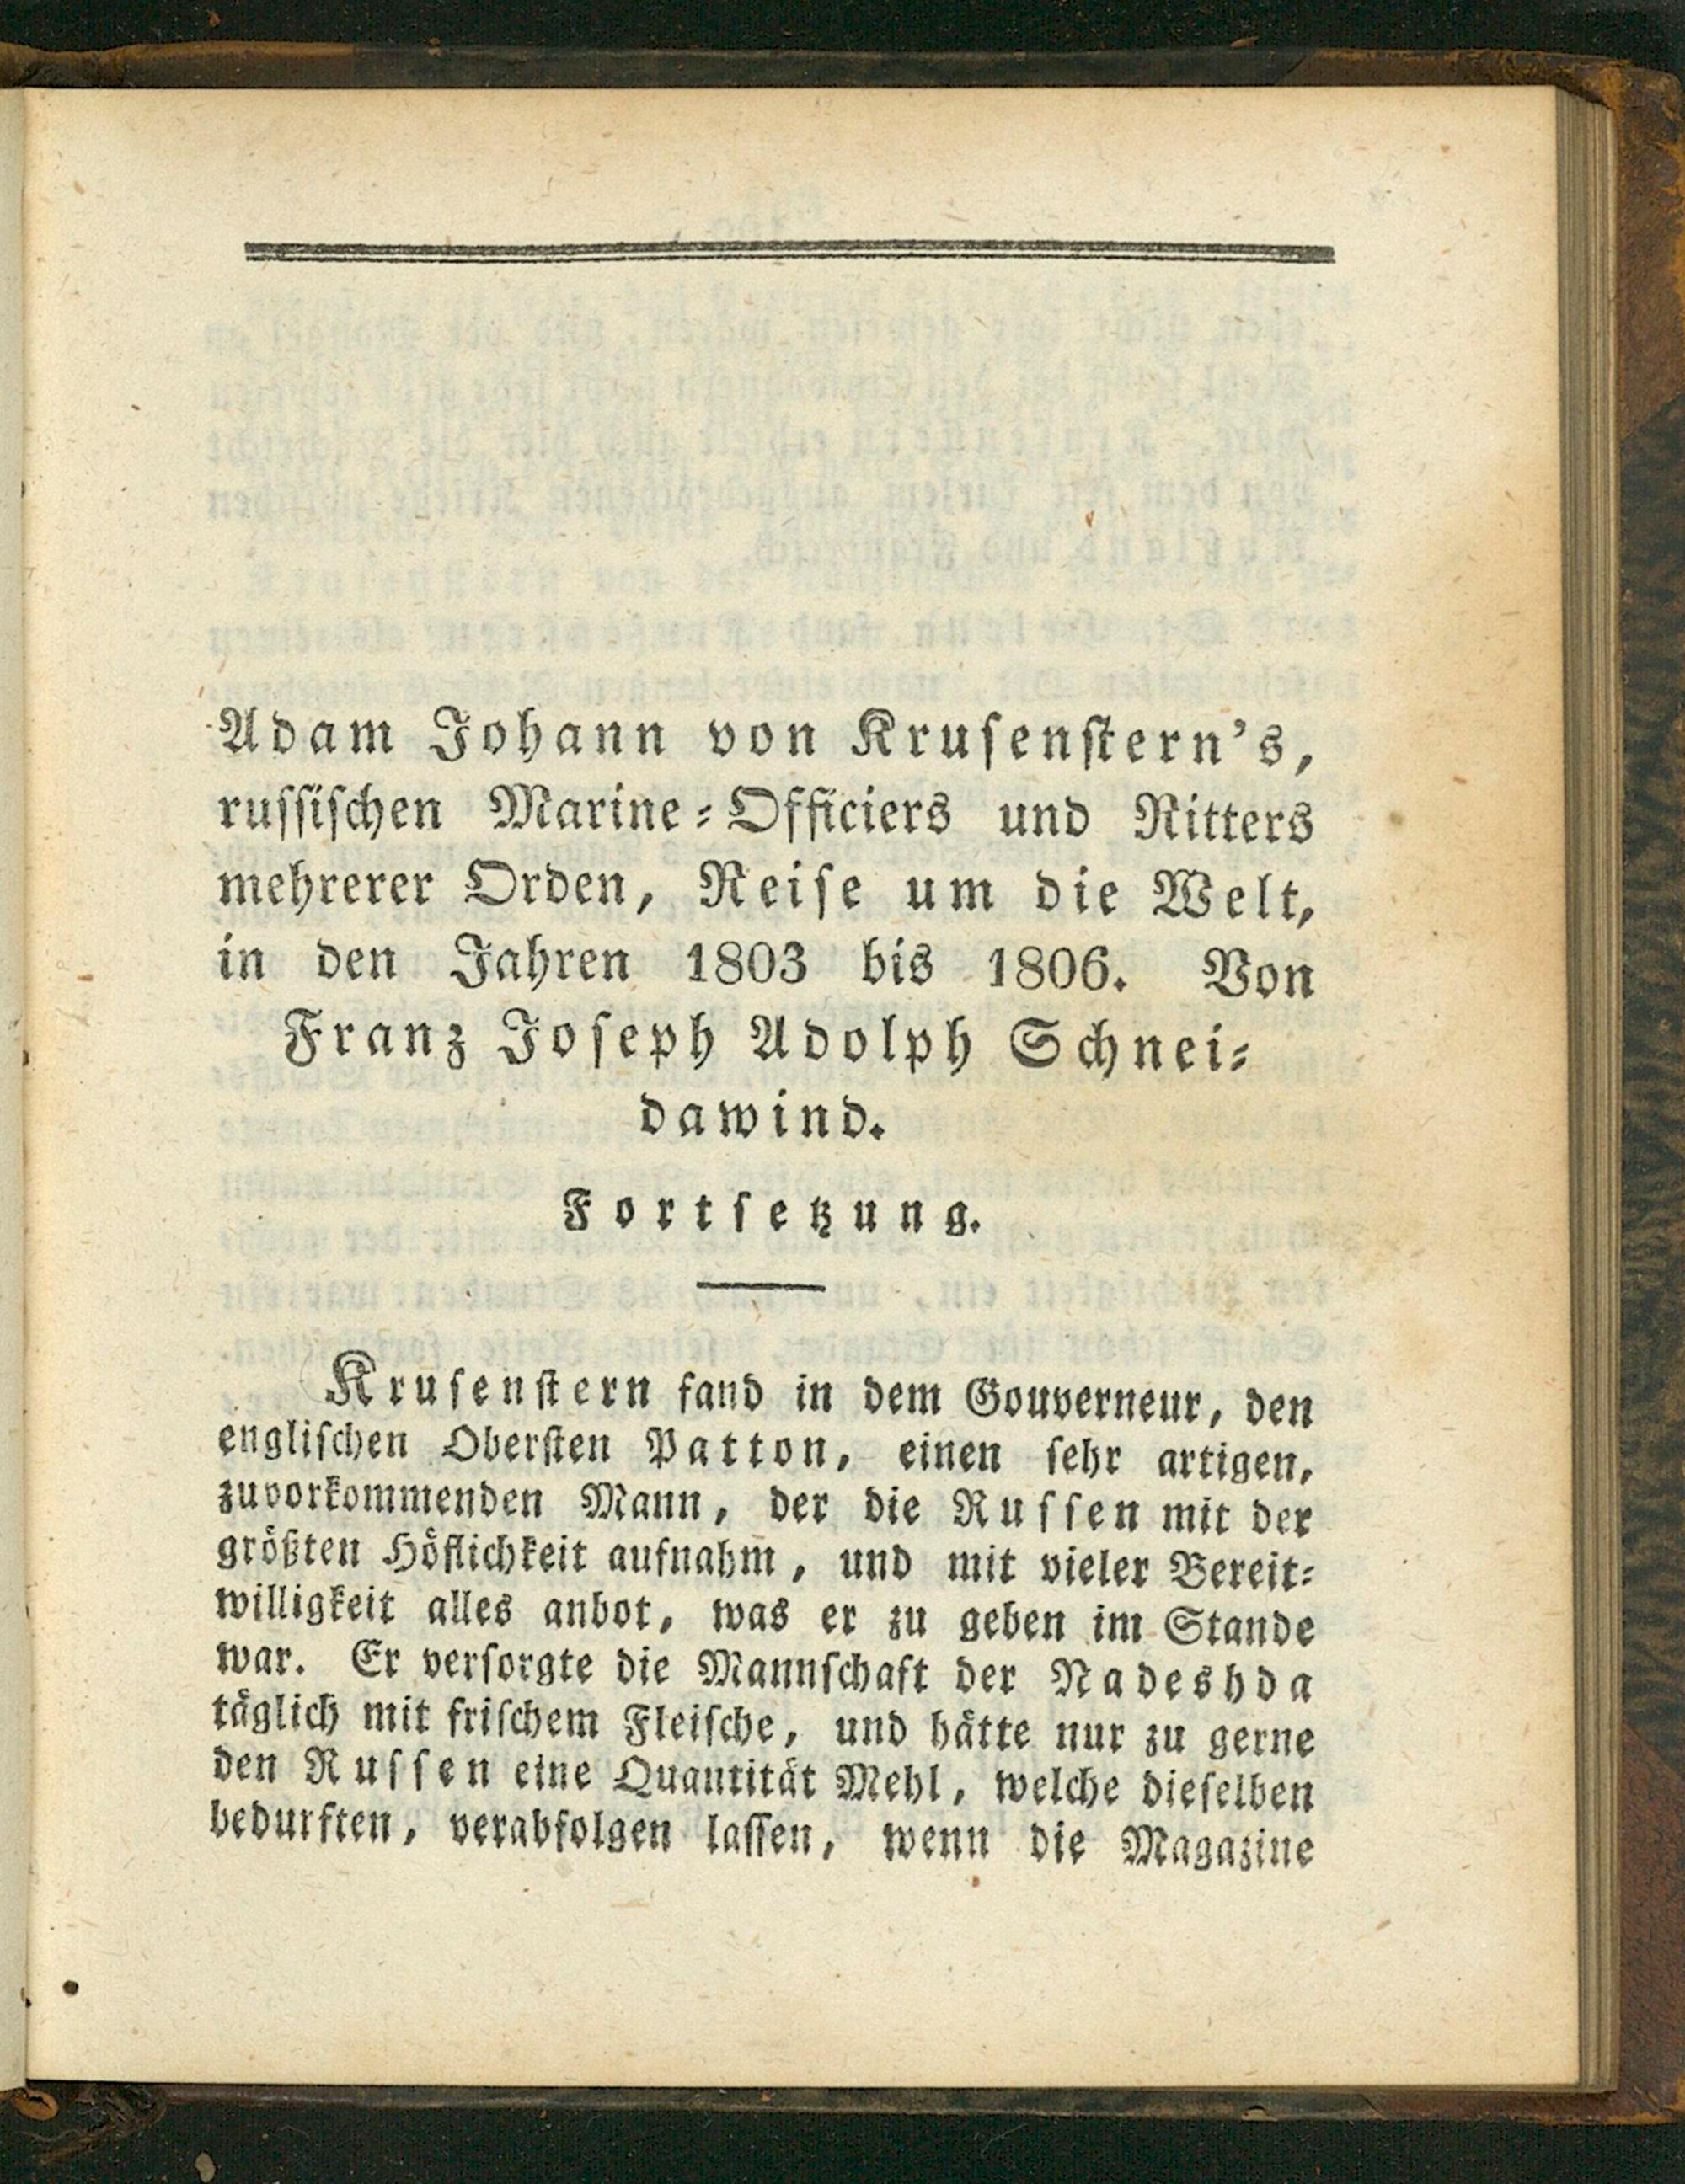 Adam Johann von Krusenstern's,
russischen Marine-Officiers und Ritters
mehrerer Orden, Reise um die Welt,
in den Jahren 1803 bis 1806. Von
Franz Joseph Adolph Schnei-
dawind.
Fortsetzung.
Krusenstern fand in dem Gouverneur, den
englischen Obersten Patton, einen sehr artigen,
zuvorkommenden Mann, der die Russen mit der
größten Höflichkeit aufnahm, und mit vieler Bereit-
willigkeit alles anbot, was er zu geben im Stande
war. Er versorgte die Mannschaft der Nadeshda
täglich mit frischem Fleische, und hätte nur zu gerne
den Russen eine Quantität Mehl, welche dieselben
bedurften, verabfolgen lassen, wenn die Magazine